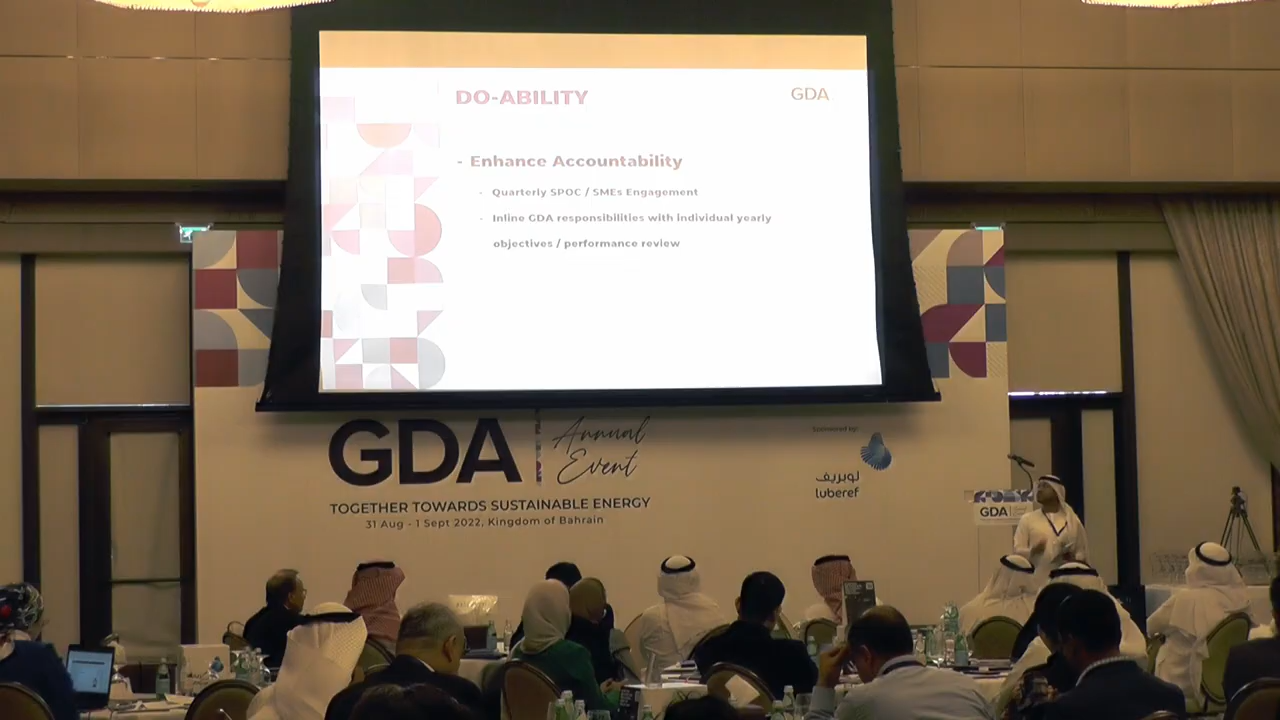 DO-ABILITY
GDA
- Enhance Accountability
- Quarterly SPOC / SMEs Engagement
- Inline GDA responsibilities with individual yearly
objectives / performance review
GDA
Annual
Event
TOGETHER TOWARDS SUSTAINABLE ENERGY
31 Aug - 1 Sept 2022, Kingdom of Bahrain
Sponsored by:
لوبريف
luberef
GDA